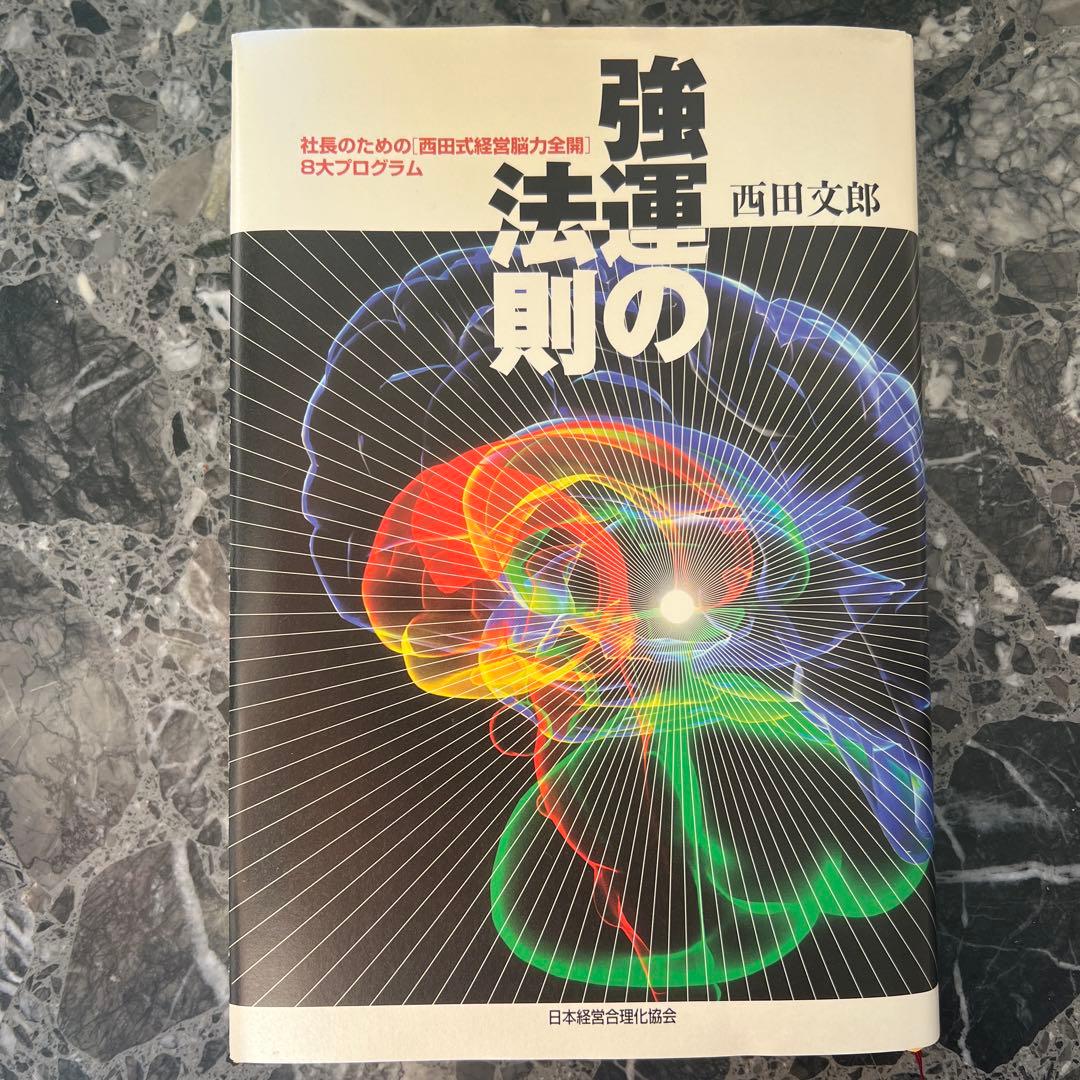 強運の
法則
社長のための[西田式経営脳力全開]
8大プログラム
西田文郎
日本経営合理化協会